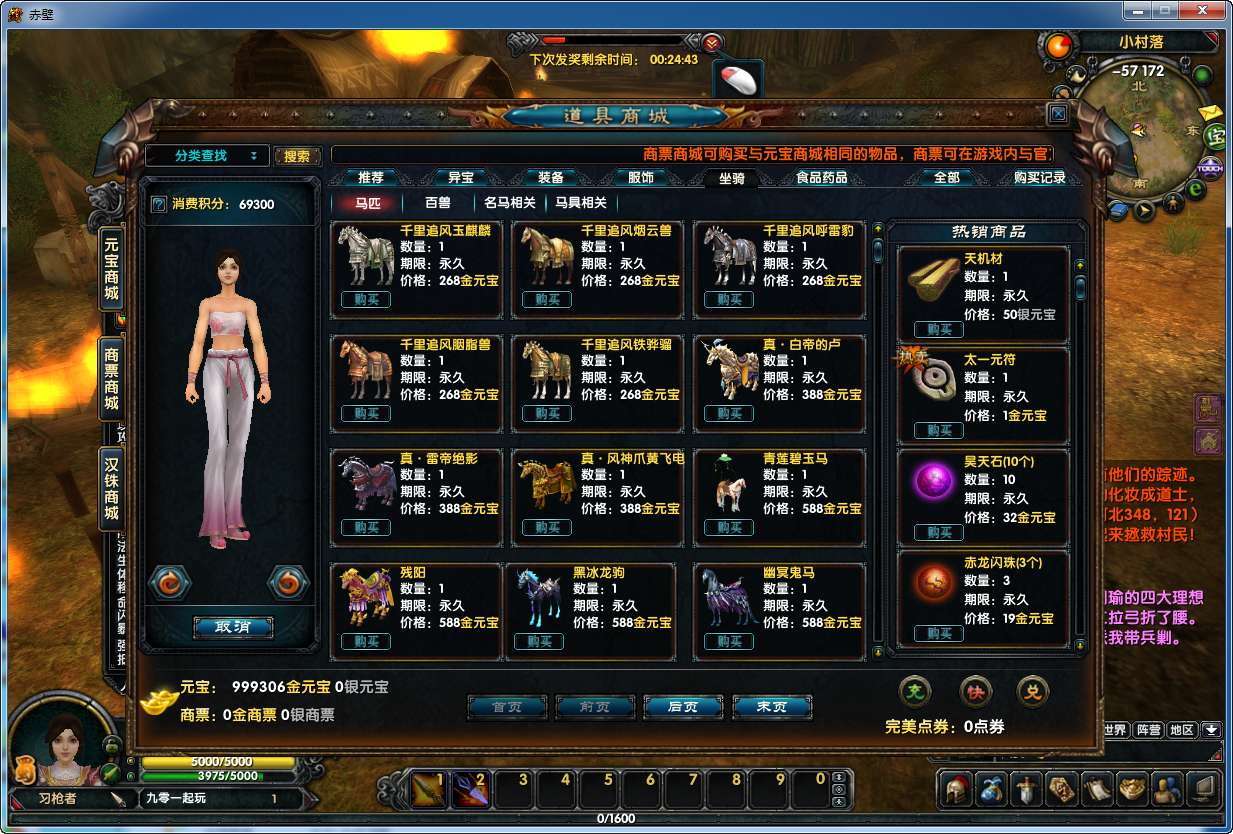 赤壁
小村落
下次发奖剩余时间： 00:24:43
-57 172
北
东
南
宝
TOUCH
道具商城
分类查找
搜索
商票商城可购买与元宝商城相同的物品，商票可在游戏内与官
推荐
异宝
装备
服饰
坐骑
食品药品
全部
购买记录
马匹
百兽
名马相关
马具相关
消费积分： 69300
元宝商城
商票商城
汉铢商城
取消
千里追风玉麒麟
数量：1
期限：永久
价格：268金元宝
购买
千里追风烟云兽
数量：1
期限：永久
价格：268金元宝
购买
千里追风呼雷豹
数量：1
期限：永久
价格：268金元宝
购买
千里追风胭脂兽
数量：1
期限：永久
价格：268金元宝
购买
千里追风铁骅骝
数量：1
期限：永久
价格：268金元宝
购买
真·白帝的卢
数量：1
期限：永久
价格：388金元宝
购买
真·雷帝绝影
数量：1
期限：永久
价格：388金元宝
购买
真·风神爪黄飞电
数量：1
期限：永久
价格：388金元宝
购买
青莲碧玉马
数量：1
期限：永久
价格：588金元宝
购买
残阳
数量：1
期限：永久
价格：588金元宝
购买
黑冰龙驹
数量：1
期限：永久
价格：588金元宝
购买
幽冥鬼马
数量：1
期限：永久
价格：588金元宝
购买
热销商品
天机材
数量：1
期限：永久
价格：50银元宝
购买
热卖
太一元符
数量：1
期限：永久
价格：1金元宝
购买
昊天石(10个)
数量：10
期限：永久
价格：32金元宝
购买
赤龙闪珠(3个)
数量：3
期限：永久
价格：19金元宝
购买
他们的踪迹。
化妆成道士，
北348，121）
来拯救村民！
瑜的四大理想
拉弓折了腰。
我带兵剿。
元宝： 999306金元宝 0银元宝
商票：0金商票 0银商票
首页
前页
后页
末页
充
快
兑
完美点券：0点券
世界
阵营
地区
5000/5000
3975/5000
习枪者
九零一起玩
1
1 2 3 4 5 6 7 8 9 0
0/1600